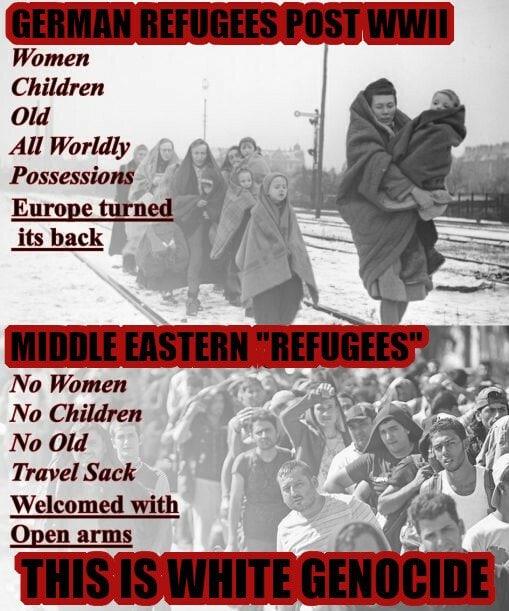 GERMAN REFUGEES POST WWII
Women
Children
Old
All Worldly
Possessions
Europe turned
its back
MIDDLE EASTERN "REFUGEES"
No Women
No Children
No Old
Travel Sack
Welcomed with
Open arms
THIS IS WHITE GENOCIDE